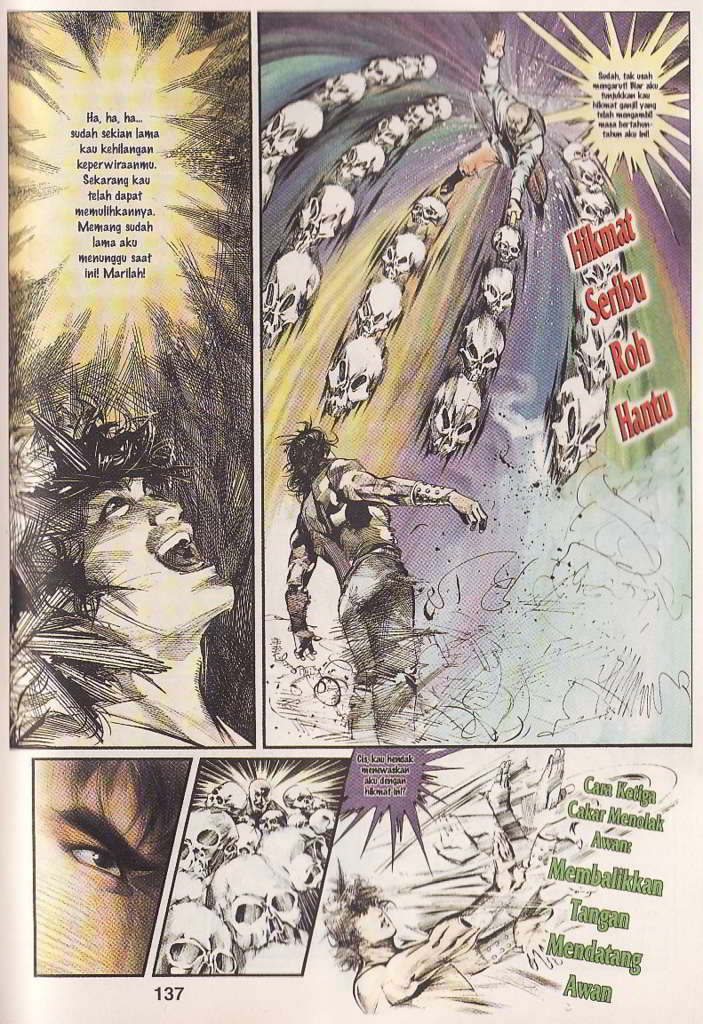 Ha, ha, ha...
sudah sekian lama
kau kehilangan
keperwiraanmu.
Sekarang kau
telah dapat
memulihkannya.
Memang sudah
lama aku
menunggu saat
ini! Marilah!
Sudah, tak usah
mengarut! Biar aku
tunjukkan kau
hikmat ganjil yang
telah mengambil
masa bertahun-
tahun aku ini!
Hikmat
Seribu
Roh
Hantu
Cis, kau hendak
menewaskan
aku dengan
hikmat ini!?
Cara Ketiga
Cakar Menolak
Awan:
Membalikkan
Tangan
Mendatang
Awan
137